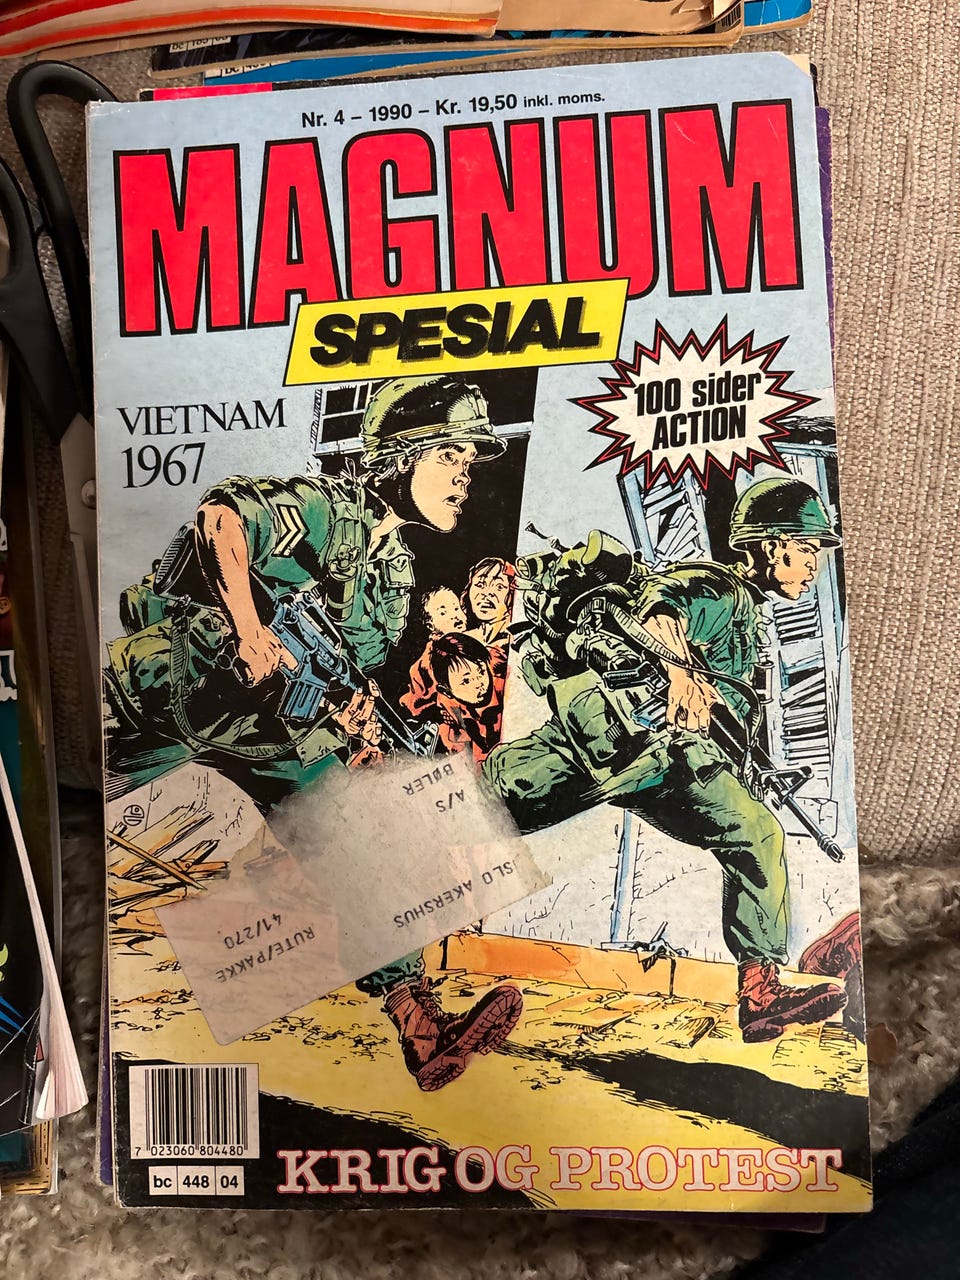 Nr. 4 – 1990 – Kr. 19,50 inkl. moms.
MAGNUM
SPESIAL
100 sider
ACTION
VIETNAM
1967
A/S
BØLER
SLO AKERSHUS
RUTE/PAKKE
41/270
7 023060 804480
bc 448 04
KRIG OG PROTEST